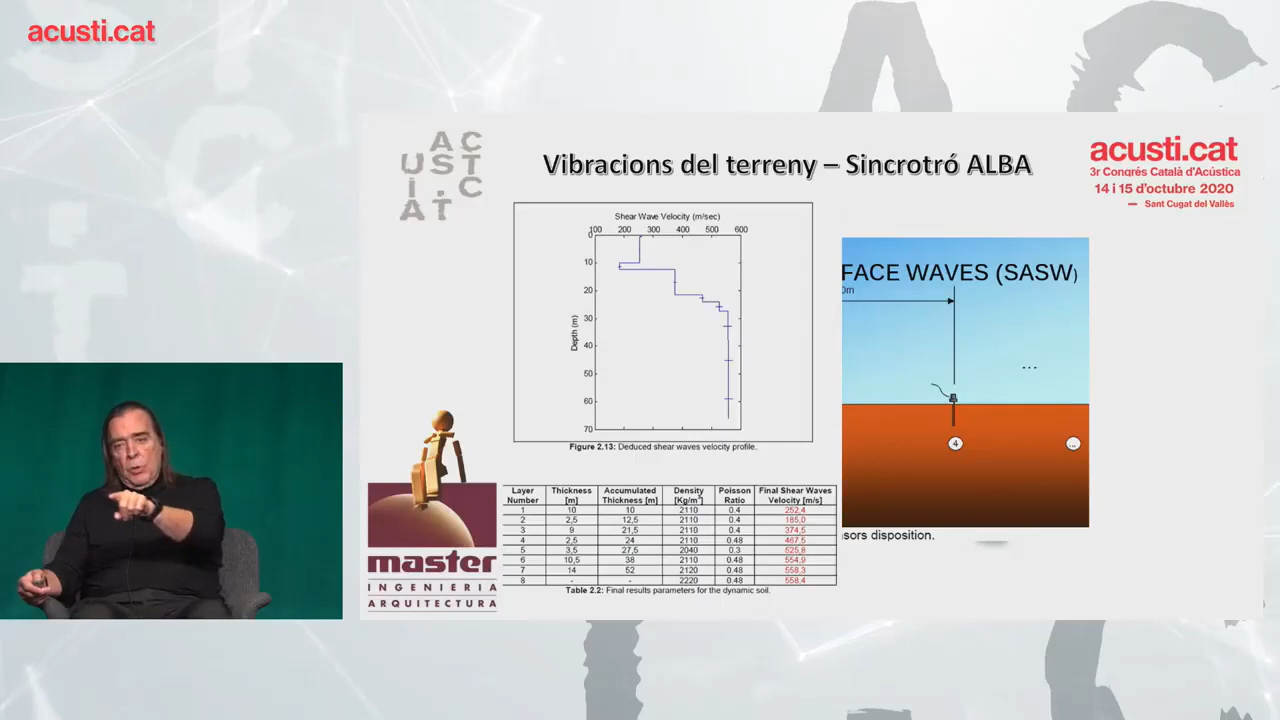 acusti.cat
AC
UST
I.C
AT
Vibracions del terreny – Sincrotró ALBA
acusti.cat
3r Congrés Català d'Acústica
14 i 15 d'octubre 2020
— Sant Cugat del Vallès
Shear Wave Velocity (m/sec)
100 200 300 400 500 600
0
10
20
30
40
50
60
70
Depth (m)
Figure 2.13: Deduced shear waves velocity profile.
FACE WAVES (SASW)
0m
...
4
...
sors disposition.
Layer Number Thickness [m] Accumulated Thickness [m] Density [Kg/m³] Poisson Ratio Final Shear Waves Velocity [m/s]
1 10 10 2110 0.4 252,4
2 2,5 12,5 2110 0.4 185,0
3 9 21,5 2110 0.4 374,5
4 2,5 24 2110 0.48 467,5
5 3,5 27,5 2040 0.3 525,8
6 10,5 38 2110 0.48 554,9
7 14 52 2120 0.48 558,3
8 - - 2220 0.48 558,4
Table 2.2: Final results parameters for the dynamic soil.
master
INGENIERIA
ARQUITECTURA